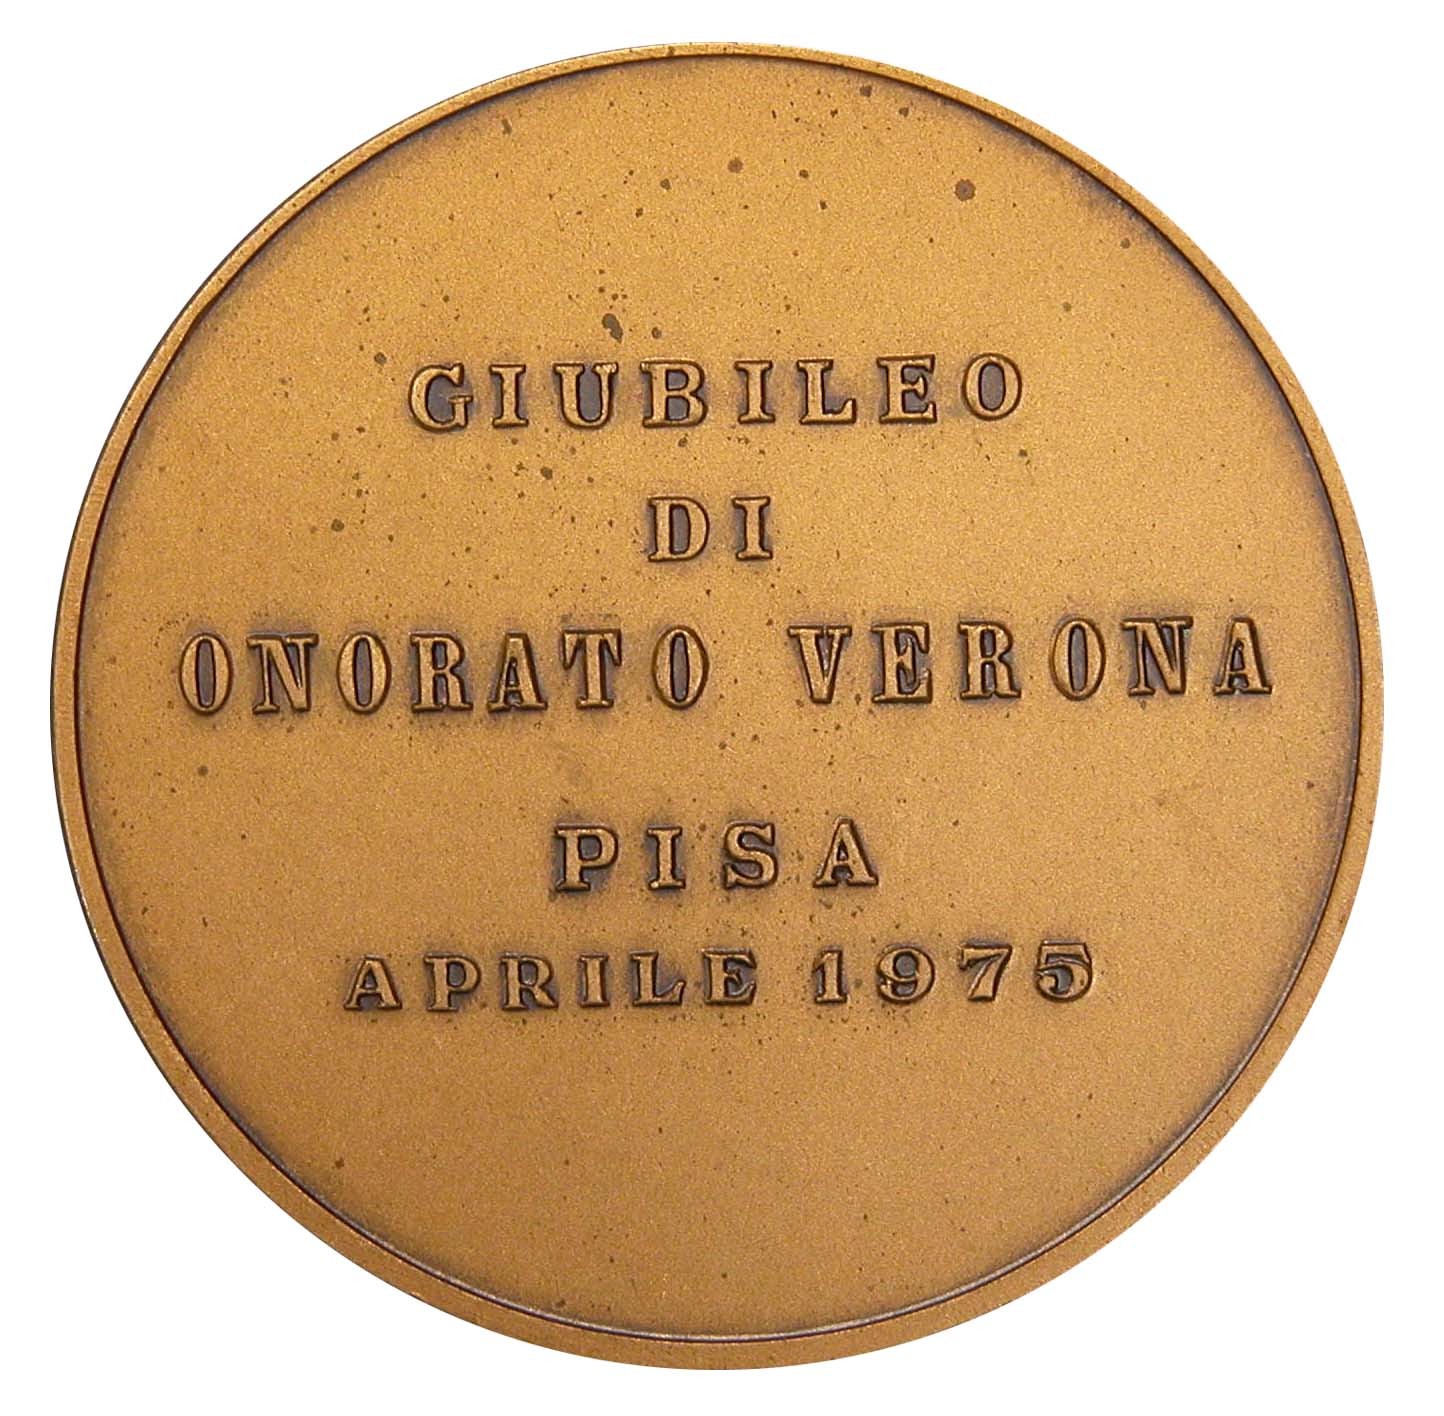 GIUBILEO
DI
ONORATO VERONA
PISA
APRILE 1975